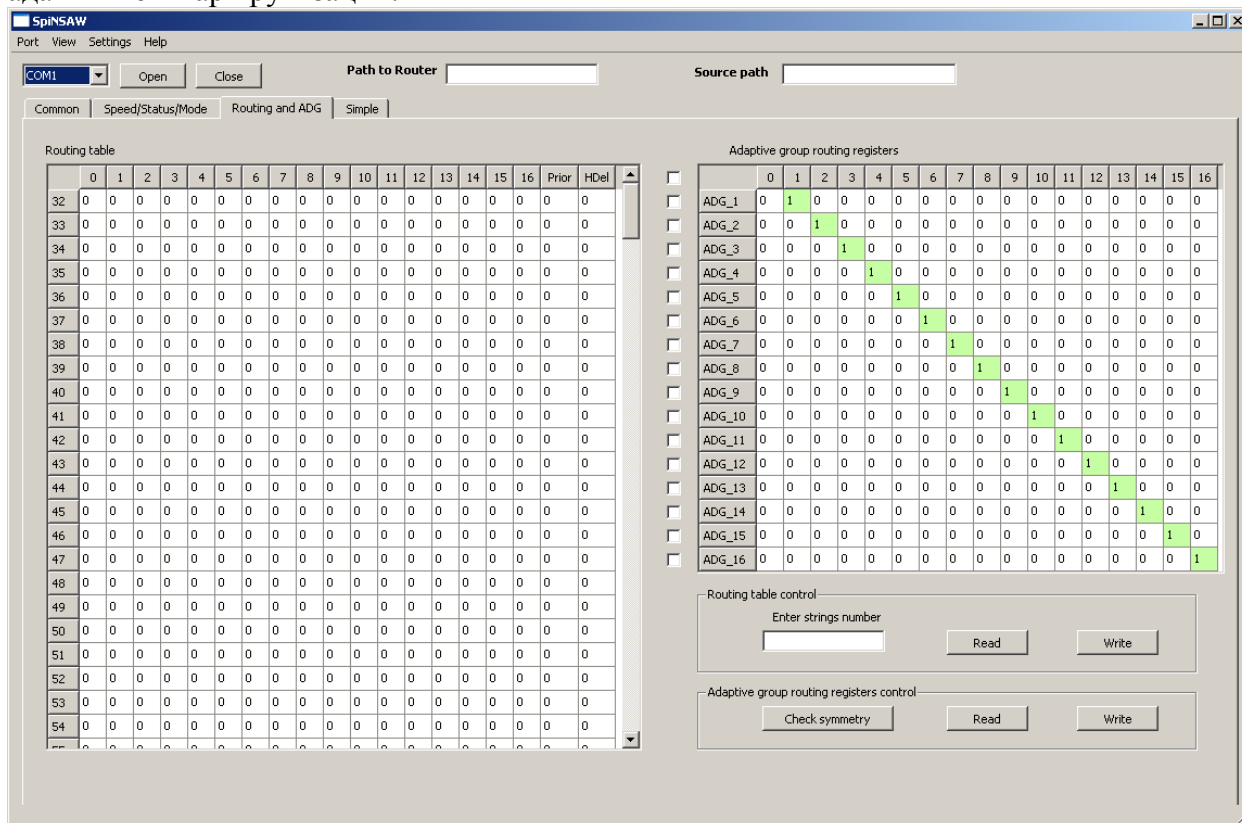 SpiNSAW
Port View Settings Help
COM1 Open Close Path to Router Source path
Common Speed/Status/Mode Routing and ADG Simple
Routing table
0 1 2 3 4 5 6 7 8 9 10 11 12 13 14 15 16 Prior HDel
32 0 0 0 0 0 0 0 0 0 0 0 0 0 0 0 0 0 0 0
33 0 0 0 0 0 0 0 0 0 0 0 0 0 0 0 0 0 0 0
34 0 0 0 0 0 0 0 0 0 0 0 0 0 0 0 0 0 0 0
35 0 0 0 0 0 0 0 0 0 0 0 0 0 0 0 0 0 0 0
36 0 0 0 0 0 0 0 0 0 0 0 0 0 0 0 0 0 0 0
37 0 0 0 0 0 0 0 0 0 0 0 0 0 0 0 0 0 0 0
38 0 0 0 0 0 0 0 0 0 0 0 0 0 0 0 0 0 0 0
39 0 0 0 0 0 0 0 0 0 0 0 0 0 0 0 0 0 0 0
40 0 0 0 0 0 0 0 0 0 0 0 0 0 0 0 0 0 0 0
41 0 0 0 0 0 0 0 0 0 0 0 0 0 0 0 0 0 0 0
42 0 0 0 0 0 0 0 0 0 0 0 0 0 0 0 0 0 0 0
43 0 0 0 0 0 0 0 0 0 0 0 0 0 0 0 0 0 0 0
44 0 0 0 0 0 0 0 0 0 0 0 0 0 0 0 0 0 0 0
45 0 0 0 0 0 0 0 0 0 0 0 0 0 0 0 0 0 0 0
46 0 0 0 0 0 0 0 0 0 0 0 0 0 0 0 0 0 0 0
47 0 0 0 0 0 0 0 0 0 0 0 0 0 0 0 0 0 0 0
48 0 0 0 0 0 0 0 0 0 0 0 0 0 0 0 0 0 0 0
49 0 0 0 0 0 0 0 0 0 0 0 0 0 0 0 0 0 0 0
50 0 0 0 0 0 0 0 0 0 0 0 0 0 0 0 0 0 0 0
51 0 0 0 0 0 0 0 0 0 0 0 0 0 0 0 0 0 0 0
52 0 0 0 0 0 0 0 0 0 0 0 0 0 0 0 0 0 0 0
53 0 0 0 0 0 0 0 0 0 0 0 0 0 0 0 0 0 0 0
54 0 0 0 0 0 0 0 0 0 0 0 0 0 0 0 0 0 0 0
Adaptive group routing registers
0 1 2 3 4 5 6 7 8 9 10 11 12 13 14 15 16
ADG_1 0 1 0 0 0 0 0 0 0 0 0 0 0 0 0 0 0
ADG_2 0 0 1 0 0 0 0 0 0 0 0 0 0 0 0 0 0
ADG_3 0 0 0 1 0 0 0 0 0 0 0 0 0 0 0 0 0
ADG_4 0 0 0 0 1 0 0 0 0 0 0 0 0 0 0 0 0
ADG_5 0 0 0 0 0 1 0 0 0 0 0 0 0 0 0 0 0
ADG_6 0 0 0 0 0 0 1 0 0 0 0 0 0 0 0 0 0
ADG_7 0 0 0 0 0 0 0 1 0 0 0 0 0 0 0 0 0
ADG_8 0 0 0 0 0 0 0 0 1 0 0 0 0 0 0 0 0
ADG_9 0 0 0 0 0 0 0 0 0 1 0 0 0 0 0 0 0
ADG_10 0 0 0 0 0 0 0 0 0 0 1 0 0 0 0 0 0
ADG_11 0 0 0 0 0 0 0 0 0 0 0 1 0 0 0 0 0
ADG_12 0 0 0 0 0 0 0 0 0 0 0 0 1 0 0 0 0
ADG_13 0 0 0 0 0 0 0 0 0 0 0 0 0 1 0 0 0
ADG_14 0 0 0 0 0 0 0 0 0 0 0 0 0 0 1 0 0
ADG_15 0 0 0 0 0 0 0 0 0 0 0 0 0 0 0 1 0
ADG_16 0 0 0 0 0 0 0 0 0 0 0 0 0 0 0 0 1
Routing table control
Enter strings number
Read Write
Adaptive group routing registers control
Check symmetry Read Write